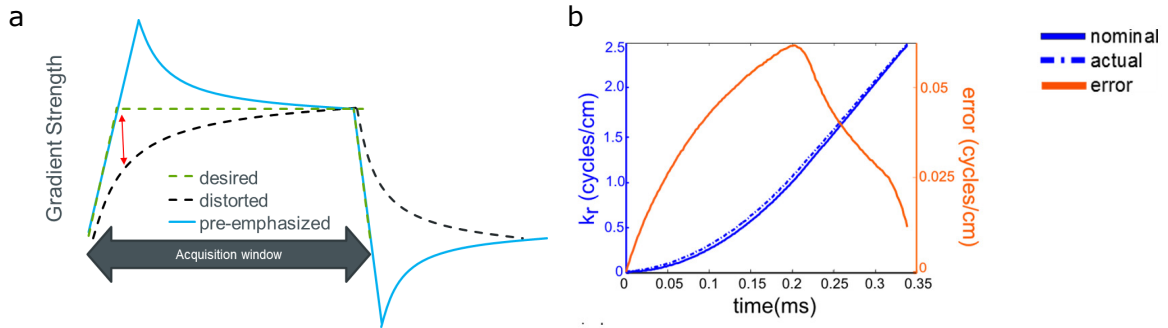 a
Gradient Strength
desired
distorted
pre-emphasized
Acquisition window
b
kr (cycles/cm)
2.5
2.0
1.5
1.0
0.5
0
0 0.05 0.1 0.15 0.2 0.25 0.3 0.35
time(ms)
0.05
0.025
0
error (cycles/cm)
nominal
actual
error